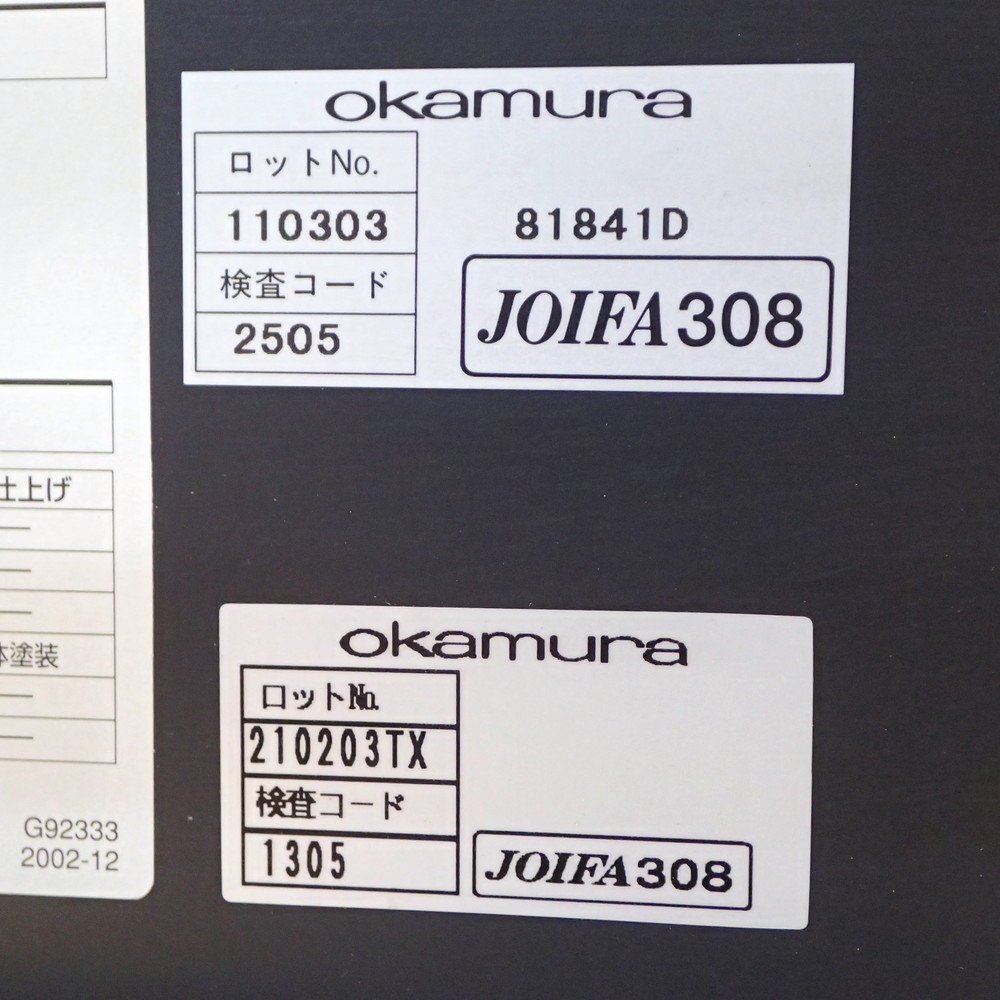 okamura
ロットNo.
110303
検査コード
2505
81841D
JOIFA308
仕上げ
体塗装
G92333
2002-12
okamura
ロットNo.
210203TX
検査コード
1305
JOIFA308